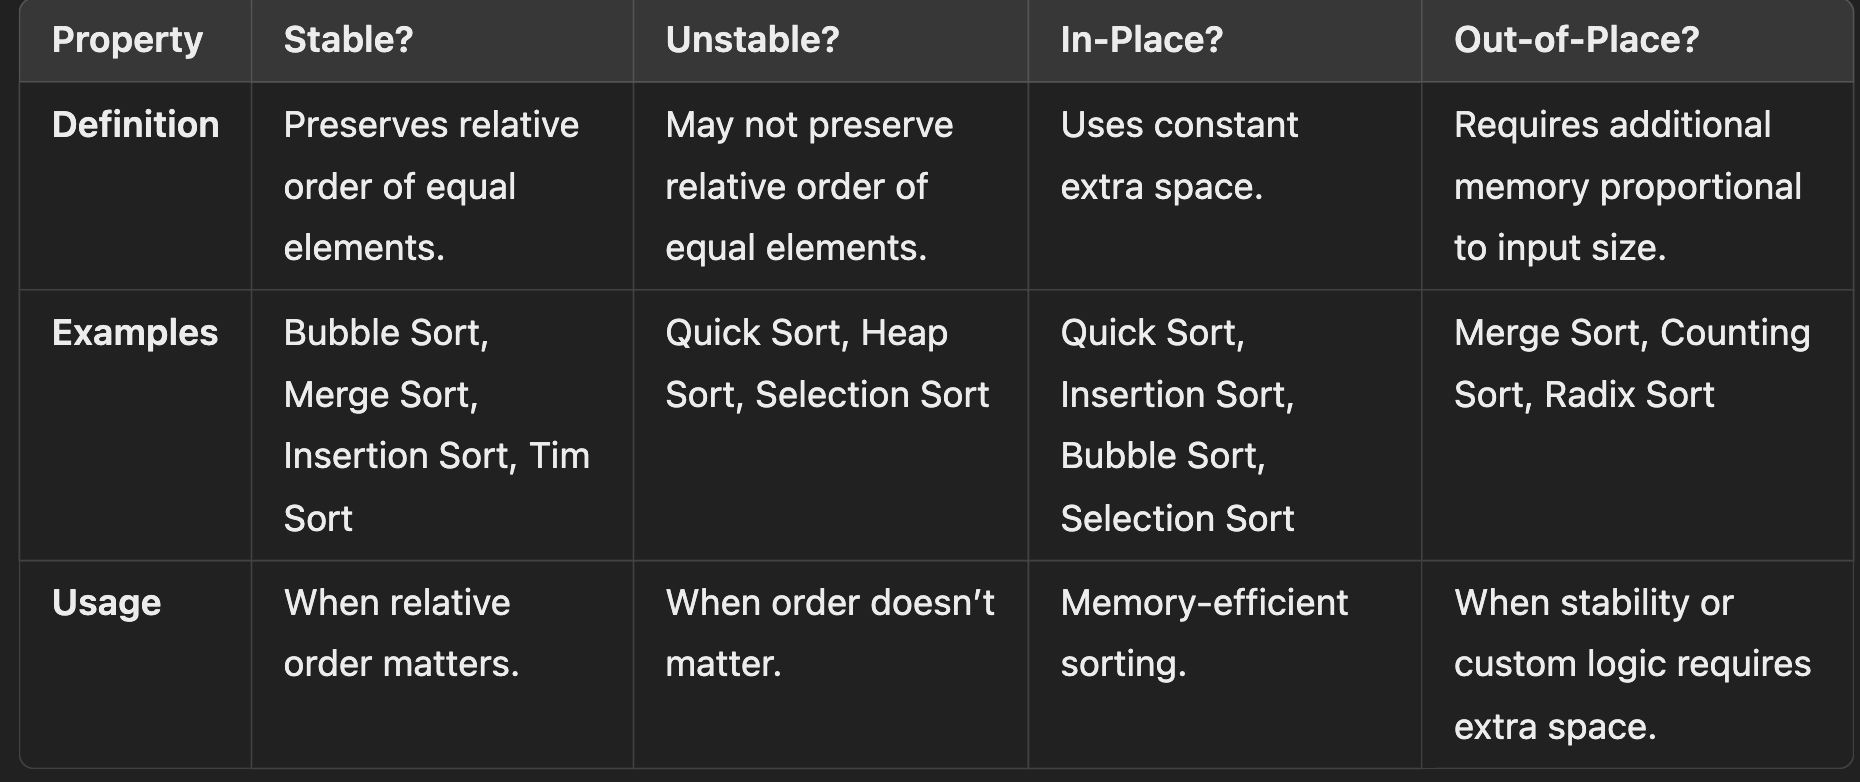 Property
Stable?
Unstable?
In-Place?
Out-of-Place?
Definition
Preserves relative
order of equal
elements.
May not preserve
relative order of
equal elements.
Uses constant
extra space.
Requires additional
memory proportional
to input size.
Examples
Bubble Sort,
Merge Sort,
Insertion Sort, Tim
Sort
Quick Sort, Heap
Sort, Selection Sort
Quick Sort,
Insertion Sort,
Bubble Sort,
Selection Sort
Merge Sort, Counting
Sort, Radix Sort
Usage
When relative
order matters.
When order doesn’t
matter.
Memory-efficient
sorting.
When stability or
custom logic requires
extra space.